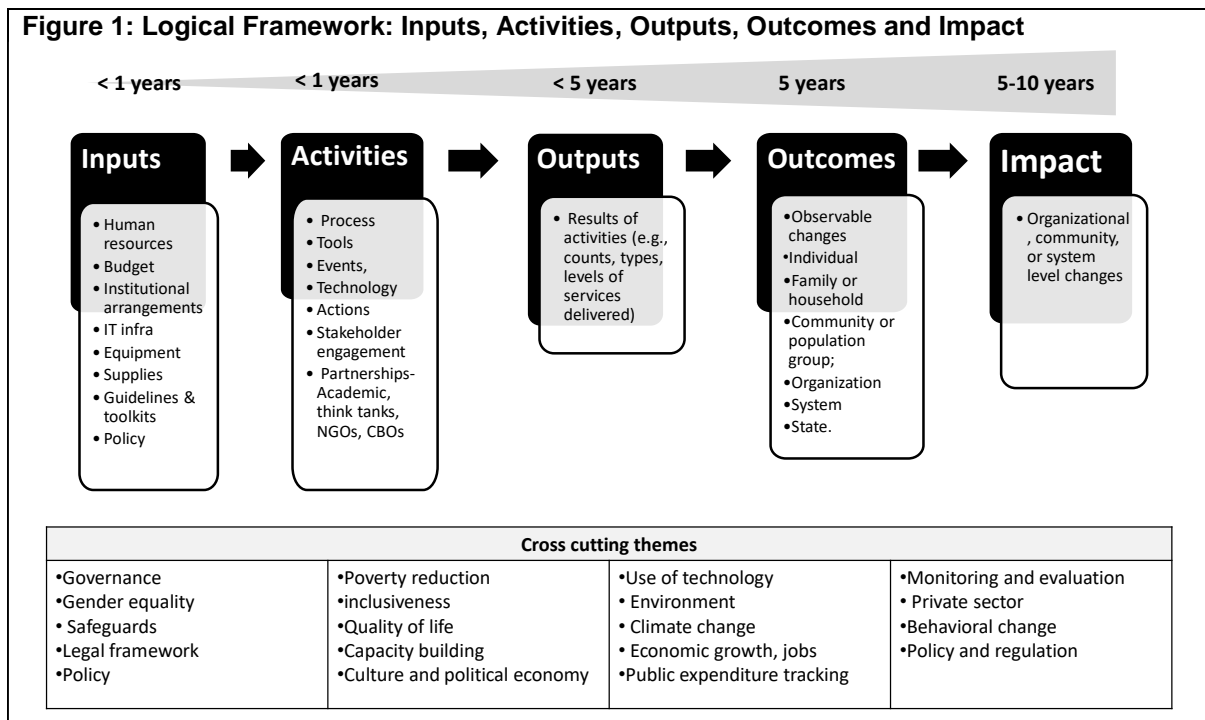 Figure 1: Logical Framework: Inputs, Activities, Outputs, Outcomes and Impact
< 1 years
< 1 years
< 5 years
5 years
5-10 years
Inputs
• Human
resources
• Budget
• Institutional
arrangements
• IT infra
• Equipment
• Supplies
• Guidelines &
toolkits
• Policy
Activities
• Process
• Tools
• Events,
• Technology
• Actions
• Stakeholder
engagement
• Partnerships-
Academic,
think tanks,
NGOs, CBOs
Outputs
• Results of
activities (e.g.,
counts, types,
levels of
services
delivered)
Outcomes
•Observable
changes
•Individual
•Family or
household
•Community or
population
group;
•Organization
•System
•State.
Impact
• Organizational
, community,
or system
level changes
Cross cutting themes
•Governance
•Gender equality
• Safeguards
•Legal framework
•Policy
•Poverty reduction
•inclusiveness
•Quality of life
•Capacity building
•Culture and political economy
•Use of technology
• Environment
• Climate change
• Economic growth, jobs
•Public expenditure tracking
•Monitoring and evaluation
• Private sector
•Behavioral change
•Policy and regulation